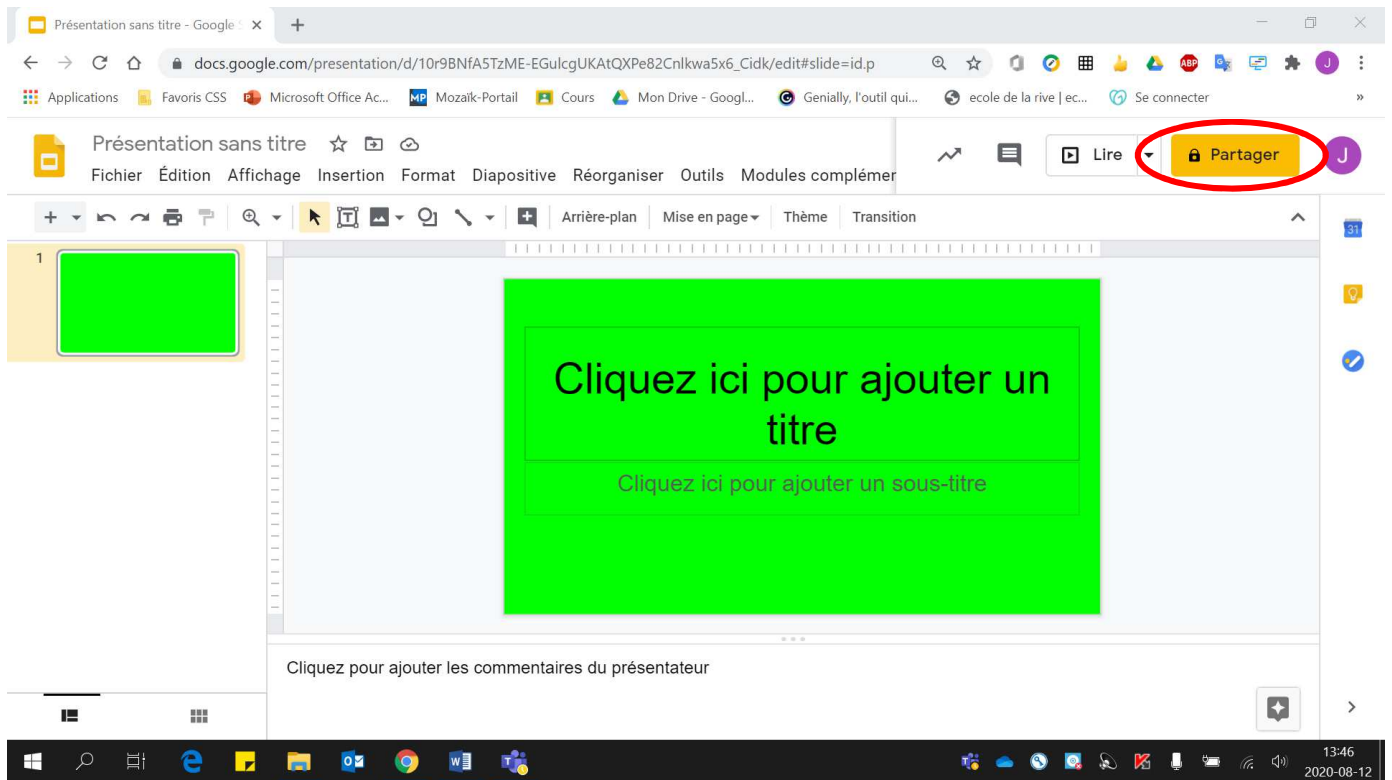 Présentation sans titre - Google S
docs.google.com/presentation/d/10r9BNfA5TzME-EGulcgUKAtQXPe82Cnlkwa5x6_Cidk/edit#slide=id.p
ABP
J
Applications Favoris CSS Microsoft Office Ac... MP Mozaïk-Portail Cours Mon Drive - Googl... Genially, l'outil qui... ecole de la rive | ec... Se connecter »
Présentation sans titre
Lire Partager J
Fichier Édition Affichage Insertion Format Diapositive Réorganiser Outils Modules complémen
Arrière-plan Mise en page Thème Transition
31
1
Cliquez ici pour ajouter un
titre
Cliquez ici pour ajouter un sous-titre
Cliquez pour ajouter les commentaires du présentateur
13:46
2020-08-12